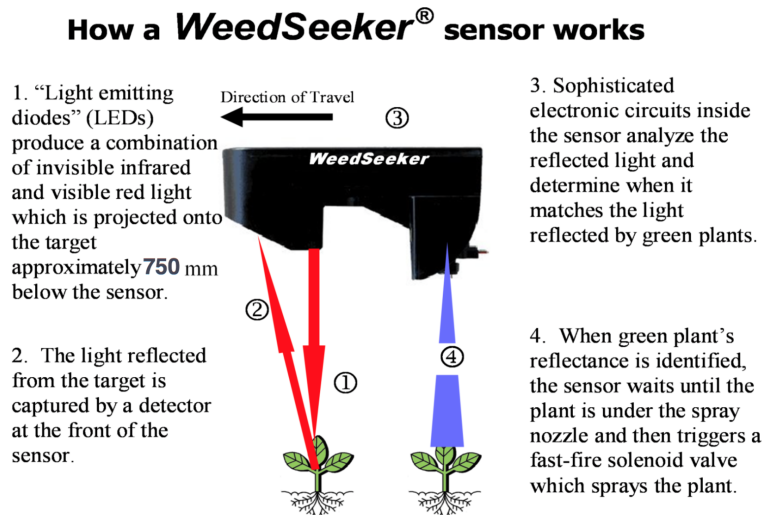 How a WeedSeeker® sensor works
1. “Light emitting
diodes” (LEDs)
produce a combination
of invisible infrared
and visible red light
which is projected onto
the target
approximately 750 mm
below the sensor.
2. The light reflected
from the target is
captured by a detector
at the front of the
sensor.
Direction of Travel
③
WeedSeeker
②
①
④
3. Sophisticated
electronic circuits inside
the sensor analyze the
reflected light and
determine when it
matches the light
reflected by green plants.
4. When green plant’s
reflectance is identified,
the sensor waits until the
plant is under the spray
nozzle and then triggers a
fast-fire solenoid valve
which sprays the plant.